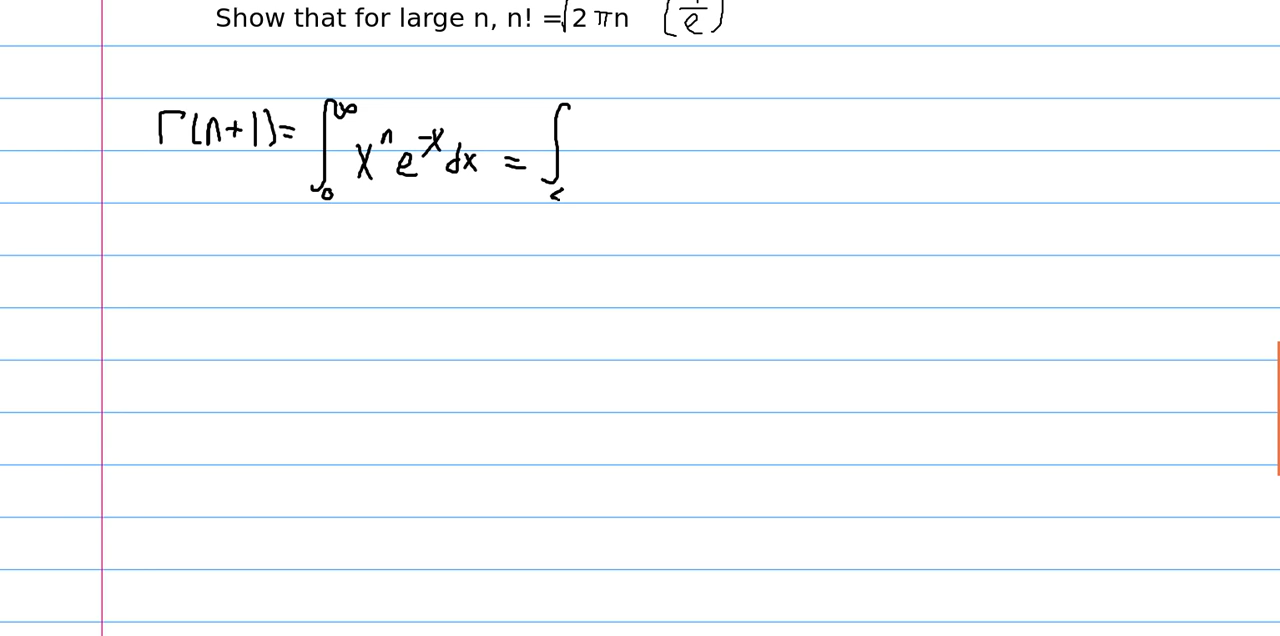 Show that for large n, n! = √2πn (n/e)
Γ(n+1) = ∫₀^∞ xⁿ e⁻ˣ dx = ∫